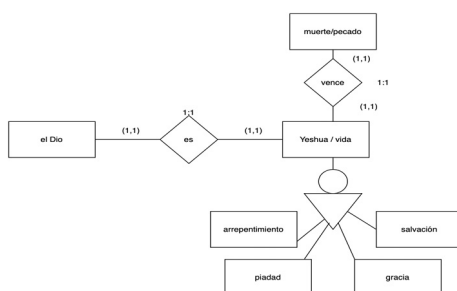 muerte/pecado
(1,1)
vence
1:1
(1,1)
1:1
el Dio
(1,1)
es
(1,1)
Yeshua / vida
arrepentimiento
salvación
piadad
gracia